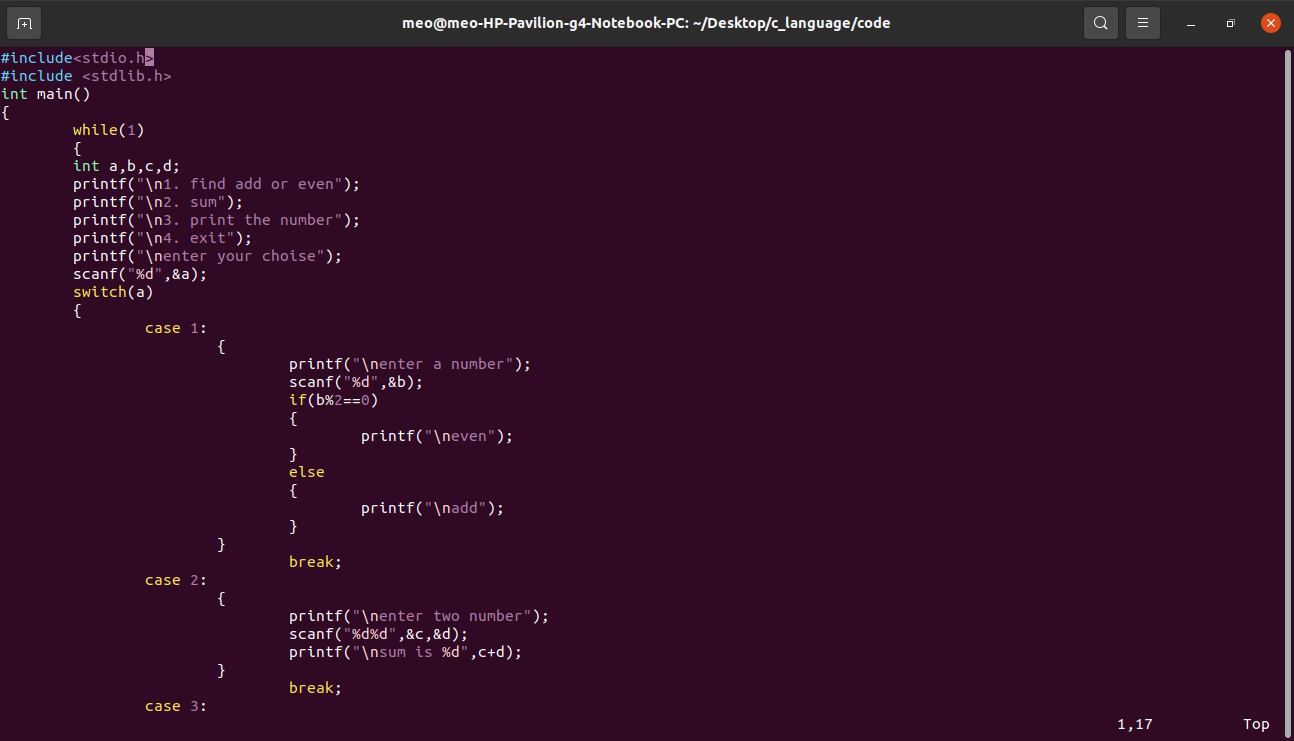 meo@meo-HP-Pavilion-g4-Notebook-PC: ~/Desktop/c_language/code
#include<stdio.h>
#include <stdlib.h>
int main()
{
        while(1)
        {
        int a,b,c,d;
        printf("\n1. find add or even");
        printf("\n2. sum");
        printf("\n3. print the number");
        printf("\n4. exit");
        printf("\nenter your choise");
        scanf("%d",&a);
        switch(a)
        {
                case 1:
                        {
                                printf("\nenter a number");
                                scanf("%d",&b);
                                if(b%2==0)
                                {
                                        printf("\neven");
                                }
                                else
                                {
                                        printf("\nadd");
                                }
                        }
                                break;
                case 2:
                        {
                                printf("\nenter two number");
                                scanf("%d%d",&c,&d);
                                printf("\nsum is %d",c+d);
                        }
                                break;
                case 3:
1,17 Top